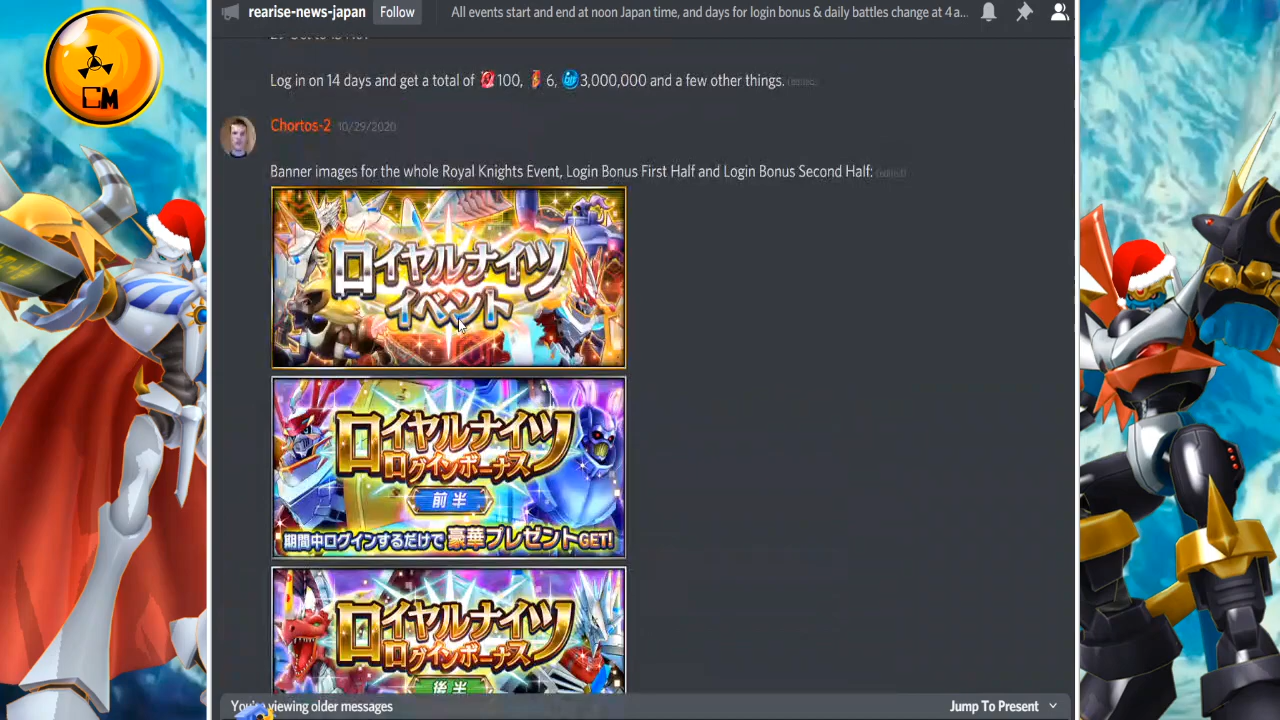 rearise-news-japan Follow All events start and end at noon Japan time, and days for login bonus & daily battles change at 4 a...
Log in on 14 days and get a total of 100, 6, 3,000,000 and a few other things. (edited)
Chortos-2 10/29/2020
Banner images for the whole Royal Knights Event, Login Bonus First Half and Login Bonus Second Half: (edited)
ロイヤルナイツ
イベント
ロイヤルナイツ
ログインボーナス
前半
期間中ログインするだけで豪華プレゼントGET!
ロイヤルナイツ
ログインボーナス
後半
You're viewing older messages Jump To Present
CM